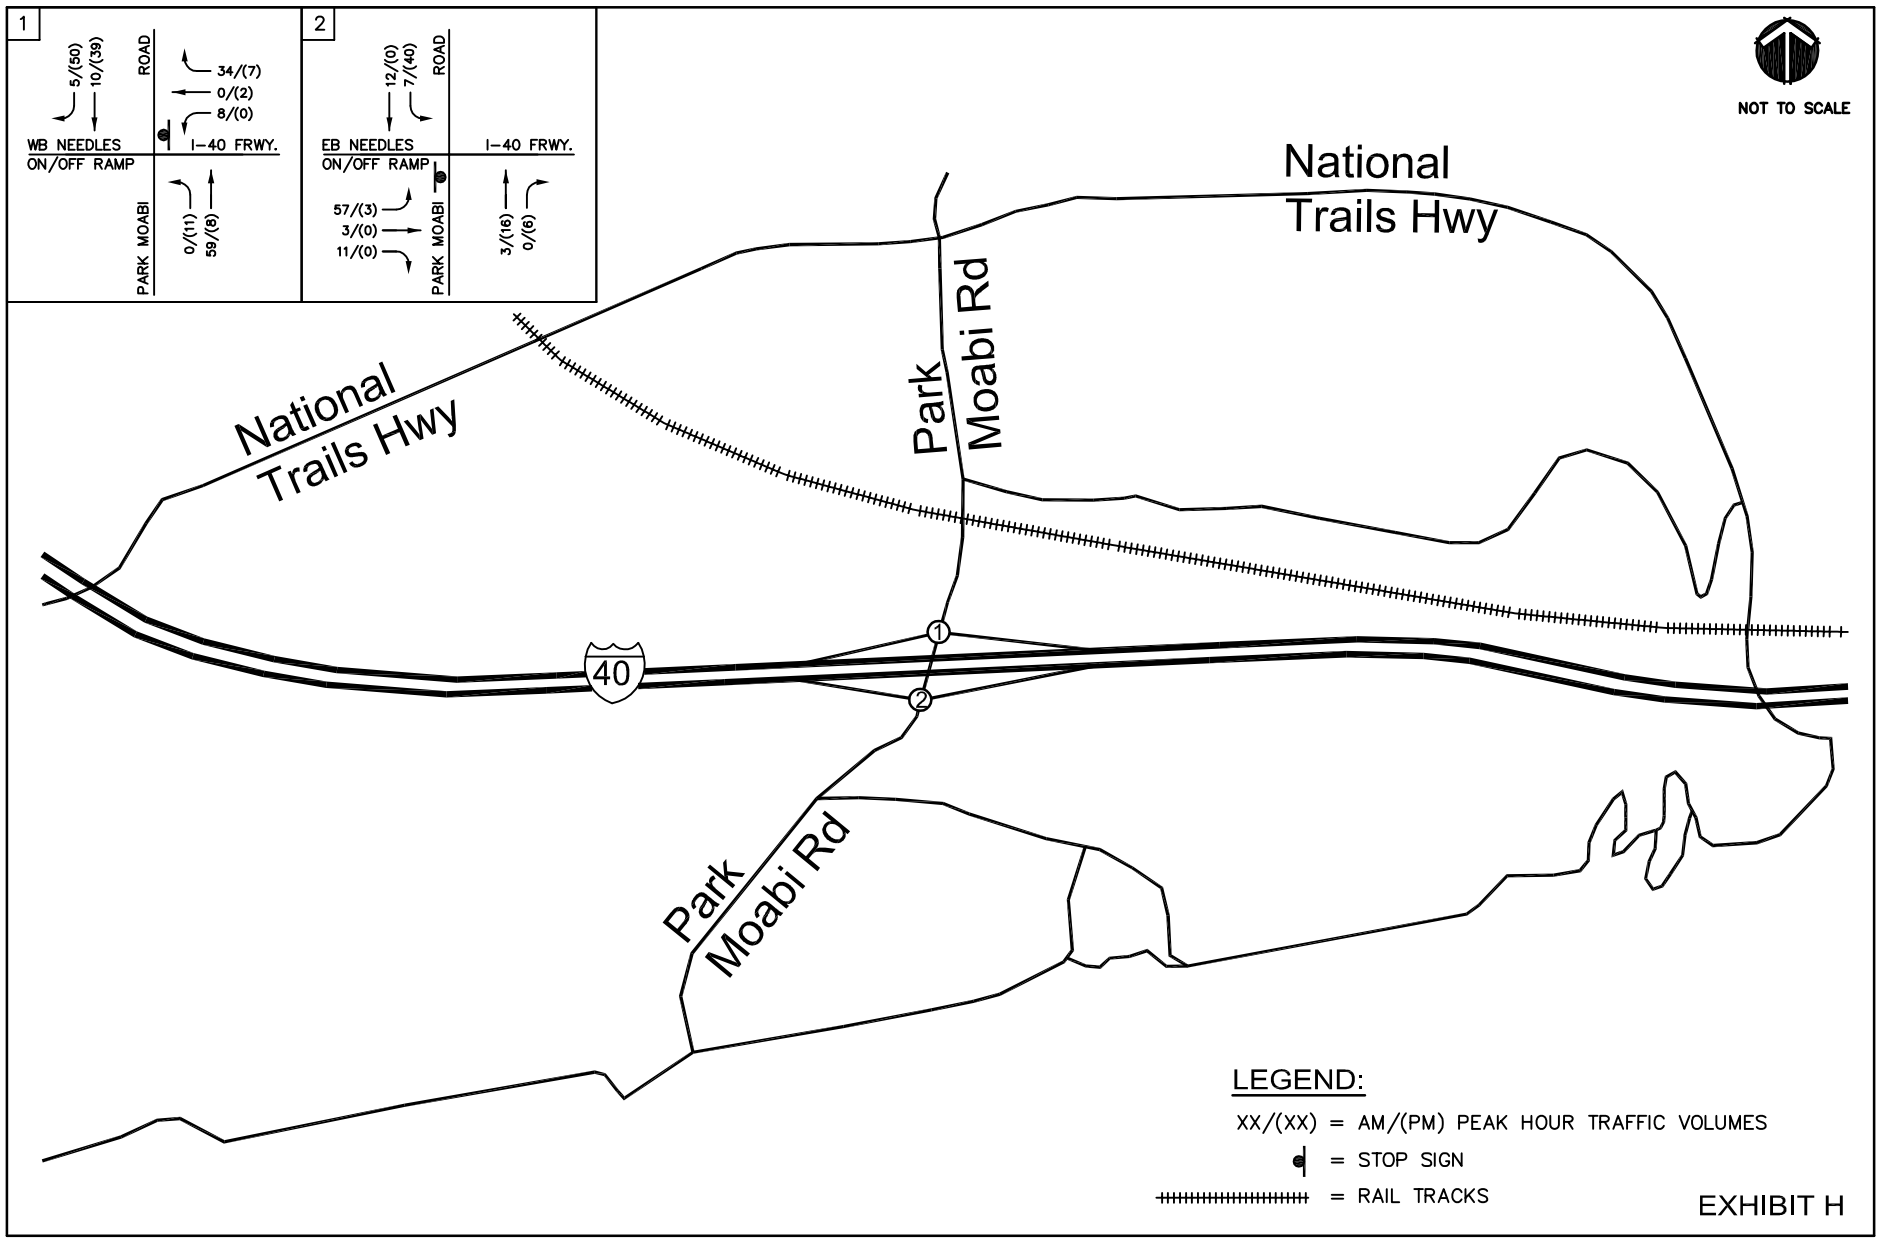 1
5/(50)
10/(39)
ROAD
34/(7)
0/(2)
8/(0)
WB NEEDLES
ON/OFF RAMP
I-40 FRWY.
PARK MOABI
0/(11)
59/(8)
2
12/(0)
7/(40)
ROAD
EB NEEDLES
ON/OFF RAMP
I-40 FRWY.
57/(3)
3/(0)
11/(0)
PARK MOABI
3/(16)
0/(6)
NOT TO SCALE
National
Trails Hwy
National
Trails Hwy
Park
Moabi Rd
1
40
2
Park
Moabi Rd
LEGEND:
XX/(XX) = AM/(PM) PEAK HOUR TRAFFIC VOLUMES
= STOP SIGN
= RAIL TRACKS
EXHIBIT H